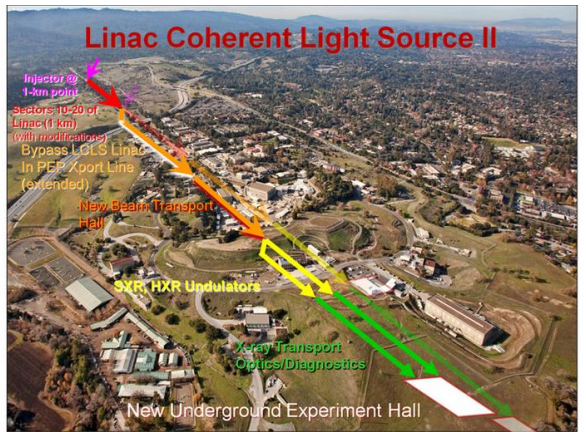 Linac Coherent Light Source II
Injector @
1-km point
Sectors 10-20 of
Linac (1 km)
(with modifications)
Bypass LCLS Linac
In PEP Xport Line
(extended)
New Beam Transport
Hall
SXR, HXR Undulators
X-ray Transport
Optics/Diagnostics
New Underground Experiment Hall